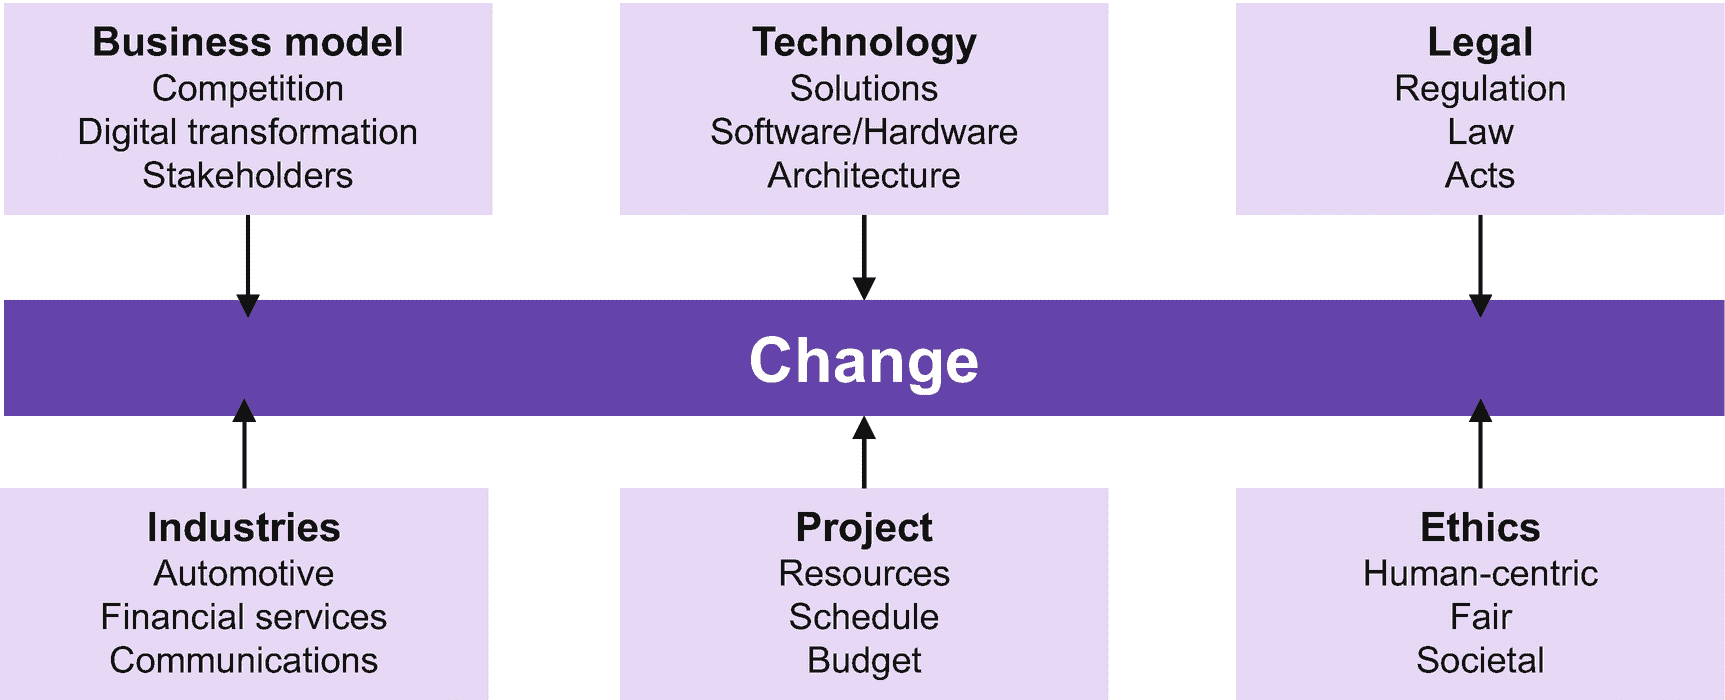 Business model
Competition
Digital transformation
Stakeholders
Technology
Solutions
Software/Hardware
Architecture
Legal
Regulation
Law
Acts
Change
Industries
Automotive
Financial services
Communications
Project
Resources
Schedule
Budget
Ethics
Human-centric
Fair
Societal